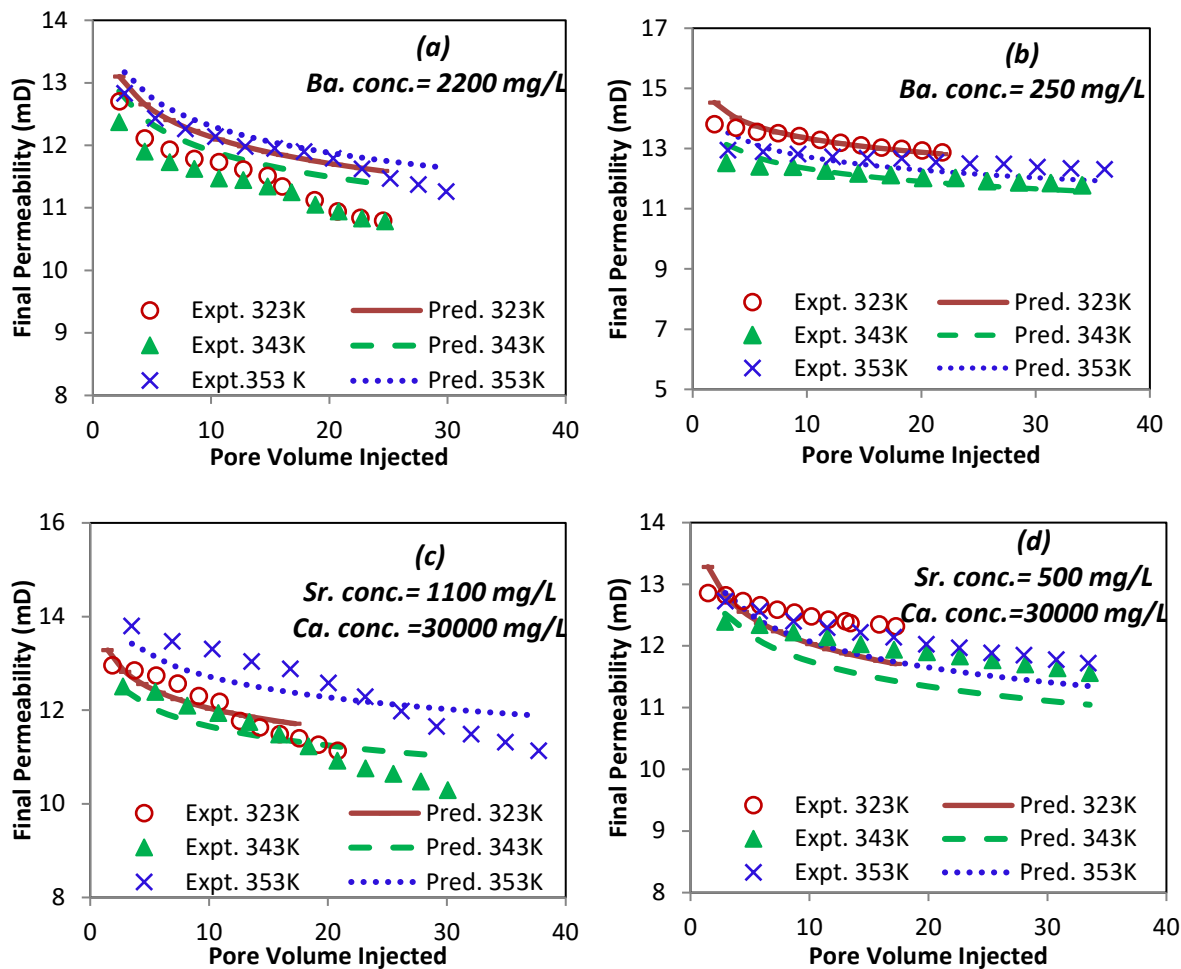 (a)
Ba. conc.= 2200 mg/L
Final Permeability (mD)
14
13
12
11
10
9
8
Expt. 323K
Pred. 323K
Expt. 343K
Pred. 343K
Expt.353 K
Pred. 353K
0 10 20 30 40
Pore Volume Injected
(b)
Ba. conc.= 250 mg/L
Final Permeability (mD)
17
15
13
11
9
7
5
Expt. 323K
Pred. 323K
Expt. 343K
Pred. 343K
Expt. 353K
Pred. 353K
0 10 20 30 40
Pore Volume Injected
(c)
Sr. conc.= 1100 mg/L
Ca. conc. =30000 mg/L
Final Permeability (mD)
16
14
12
10
8
Expt. 323K
Pred. 323K
Expt. 343K
Pred. 343K
Expt. 353K
Pred. 353K
0 10 20 30 40
Pore Volume Injected
(d)
Sr. conc.= 500 mg/L
Ca. conc. =30000 mg/L
Final Permeability (mD)
14
13
12
11
10
9
8
Expt. 323K
Pred. 323K
Expt. 343K
Pred. 343K
Expt. 353K
Pred. 353K
0 10 20 30 40
Pore Volume Injected